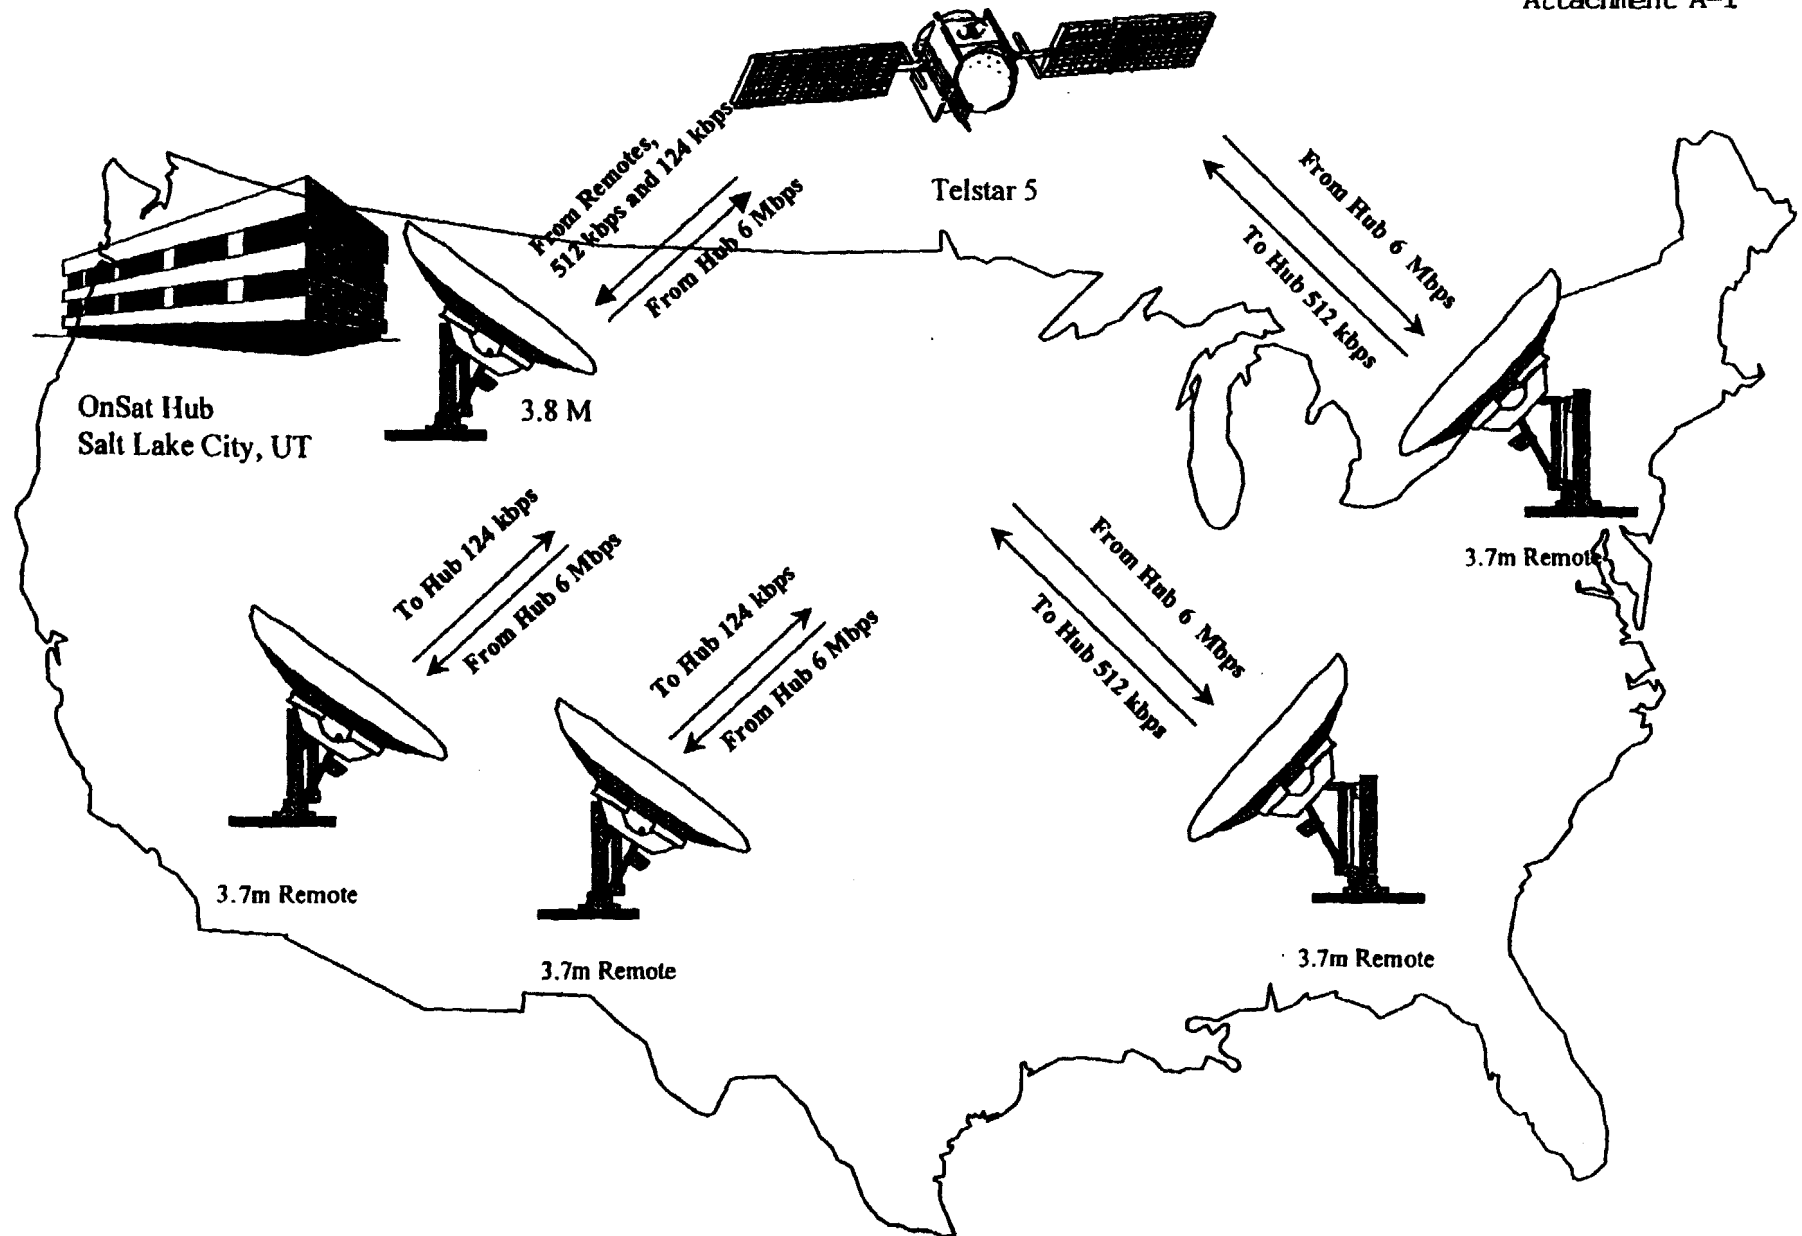 Attachment A-1
From Remotes,
512 kbps and 124 kbps
From Hub 6 Mbps
Telstar 5
From Hub 6 Mbps
To Hub 512 kbps
OnSat Hub
Salt Lake City, UT
3.8 M
3.7m Remote
To Hub 124 kbps
From Hub 6 Mbps
To Hub 124 kbps
From Hub 6 Mbps
From Hub 6 Mbps
To Hub 512 kbps
3.7m Remote
3.7m Remote
3.7m Remote